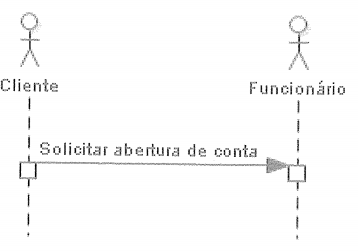 Cliente
Funcionário
Solicitar abertura de conta